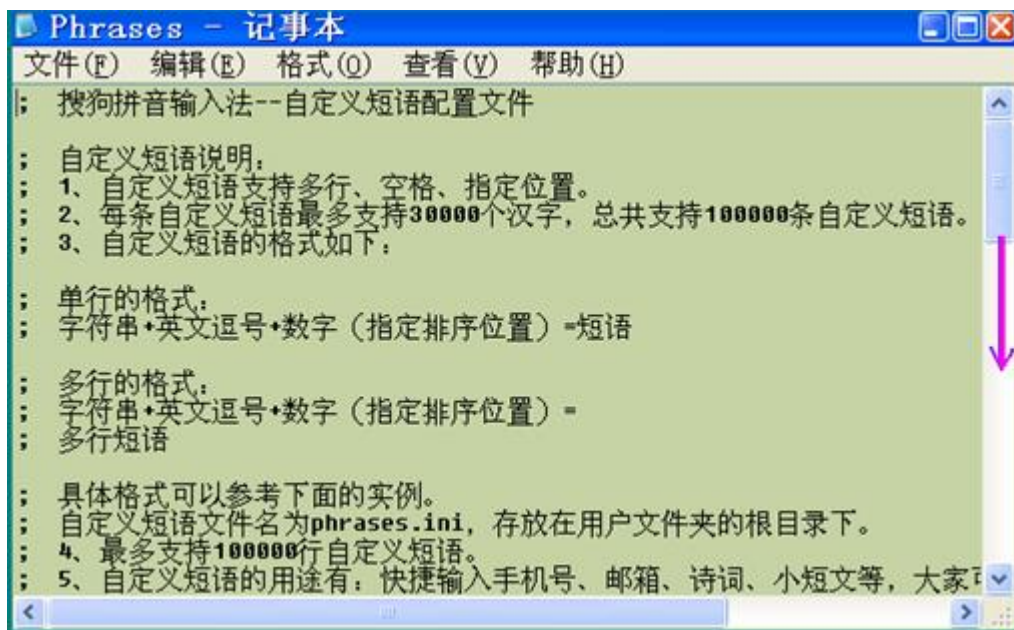 Phrases - 记事本
文件(F) 编辑(E) 格式(O) 查看(V) 帮助(H)
; 搜狗拼音输入法--自定义短语配置文件
; 自定义短语说明:
; 1、自定义短语支持多行、空格、指定位置。
; 2、每条自定义短语最多支持30000个汉字，总共支持100000条自定义短语。
; 3、自定义短语的格式如下:
; 单行的格式:
; 字符串+英文逗号+数字（指定排序位置）=短语
; 多行的格式:
; 字符串+英文逗号+数字（指定排序位置）=
; 多行短语
; 具体格式可以参考下面的实例。
; 自定义短语文件名为phrases.ini，存放在用户文件夹的根目录下。
; 4、最多支持100000行自定义短语。
; 5、自定义短语的用途有: 快捷输入手机号、邮箱、诗词、小短文等，大家